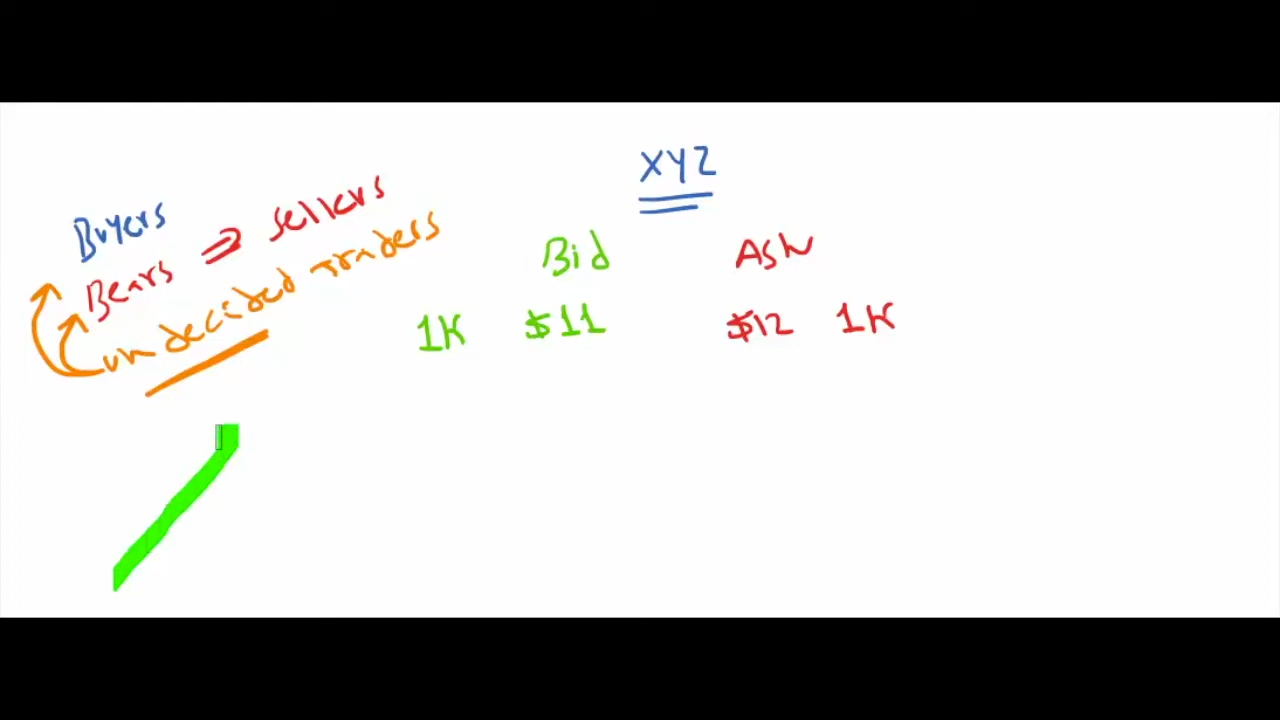 XYZ
Buyers
Bears ⇒ sellers
undecided traders
Bid Ask
1K $11 $12 1K